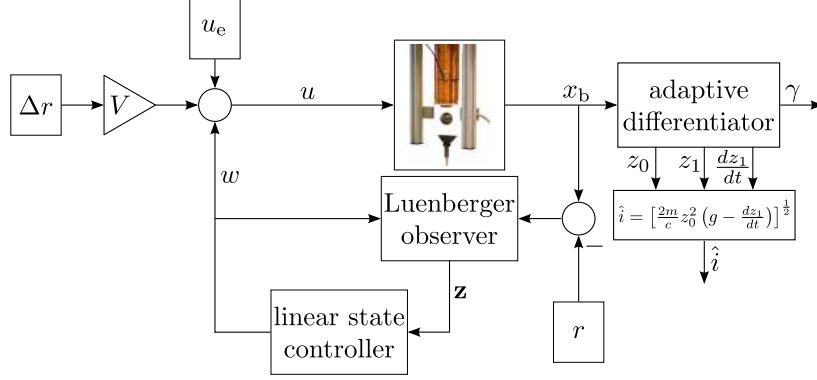 u_e
Δr
V
u
x_b
adaptive
differentiator
γ
z_0 z_1 dz_1/dt
w
Luenberger
observer
î = [2m/c z_0^2 (g − dz_1/dt)]^{1/2}
−
î
z
linear state
controller
r